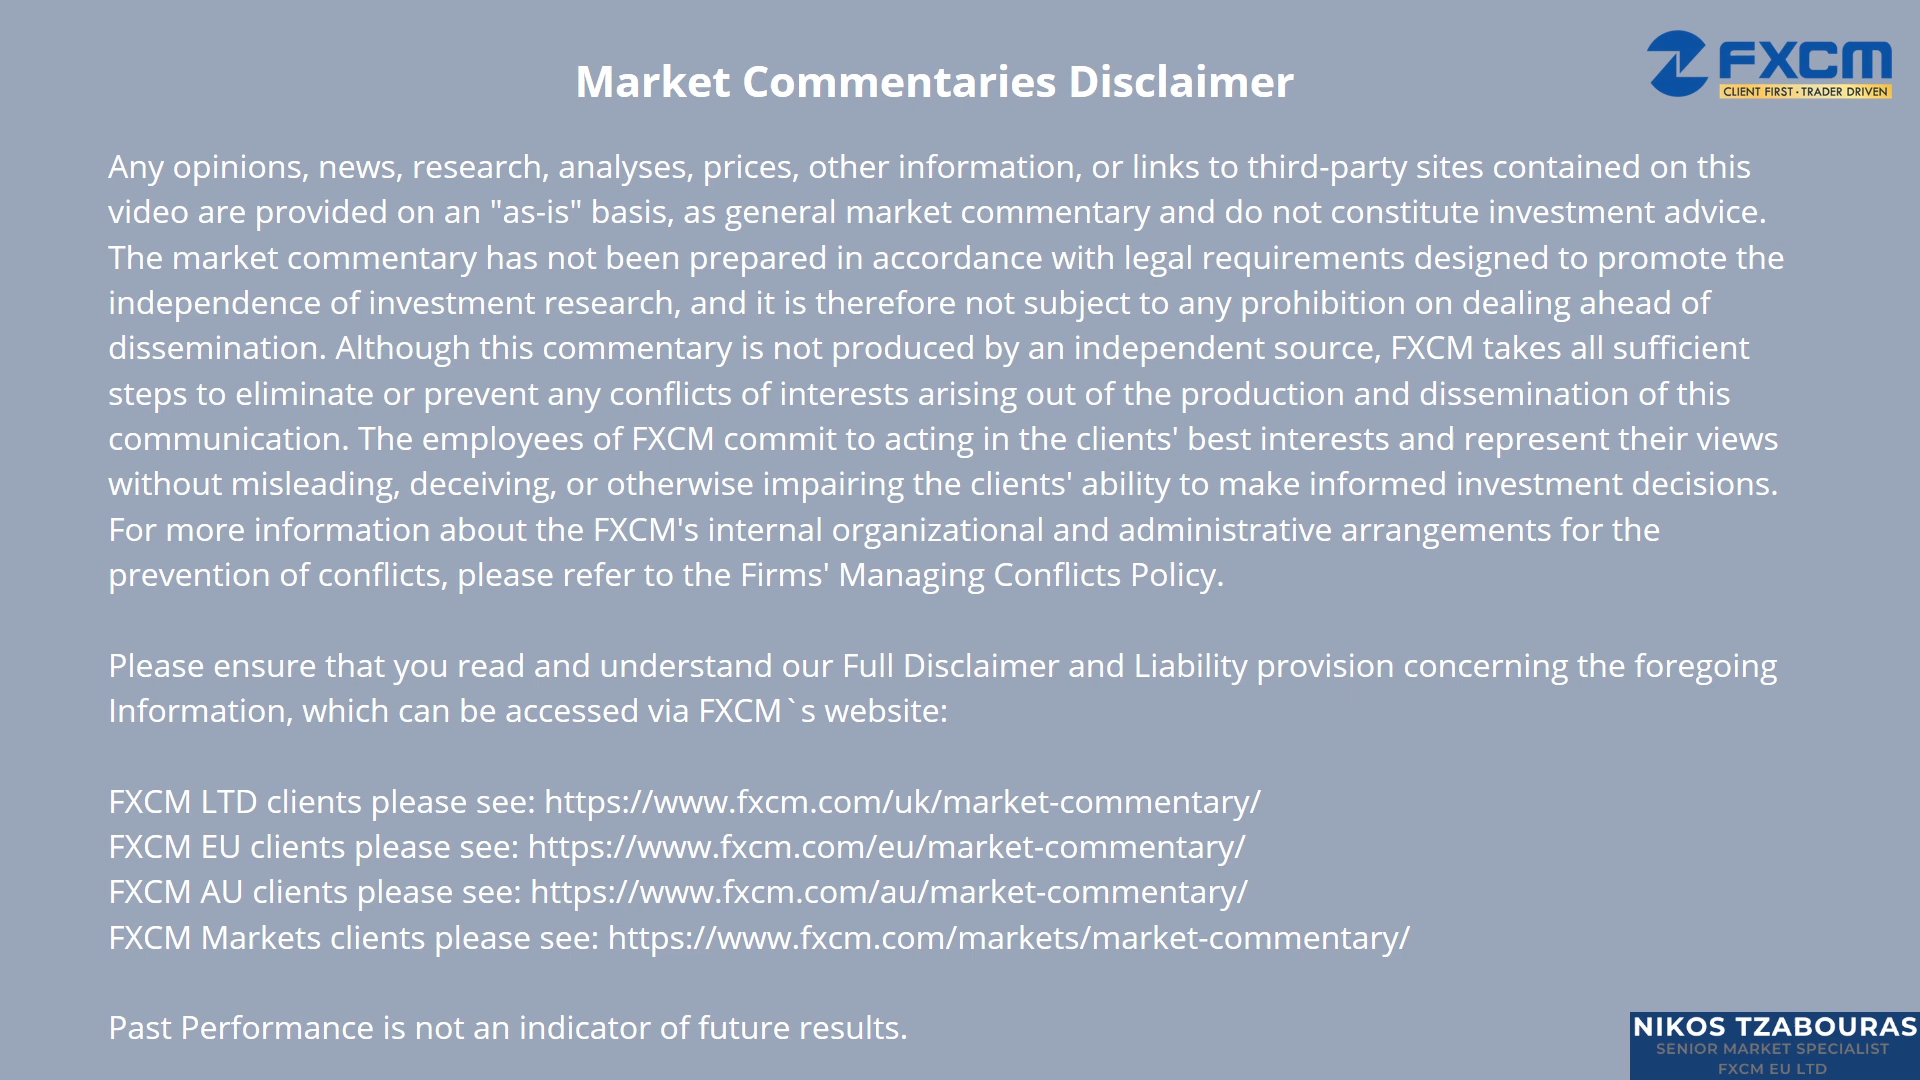 Market Commentaries Disclaimer
FXCM
CLIENT FIRST · TRADER DRIVEN
Any opinions, news, research, analyses, prices, other information, or links to third-party sites contained on this
video are provided on an "as-is" basis, as general market commentary and do not constitute investment advice.
The market commentary has not been prepared in accordance with legal requirements designed to promote the
independence of investment research, and it is therefore not subject to any prohibition on dealing ahead of
dissemination. Although this commentary is not produced by an independent source, FXCM takes all sufficient
steps to eliminate or prevent any conflicts of interests arising out of the production and dissemination of this
communication. The employees of FXCM commit to acting in the clients' best interests and represent their views
without misleading, deceiving, or otherwise impairing the clients' ability to make informed investment decisions.
For more information about the FXCM's internal organizational and administrative arrangements for the
prevention of conflicts, please refer to the Firms' Managing Conflicts Policy.
Please ensure that you read and understand our Full Disclaimer and Liability provision concerning the foregoing
Information, which can be accessed via FXCM`s website:
FXCM LTD clients please see: https://www.fxcm.com/uk/market-commentary/
FXCM EU clients please see: https://www.fxcm.com/eu/market-commentary/
FXCM AU clients please see: https://www.fxcm.com/au/market-commentary/
FXCM Markets clients please see: https://www.fxcm.com/markets/market-commentary/
Past Performance is not an indicator of future results.
NIKOS TZABOURAS
SENIOR MARKET SPECIALIST
FXCM EU LTD